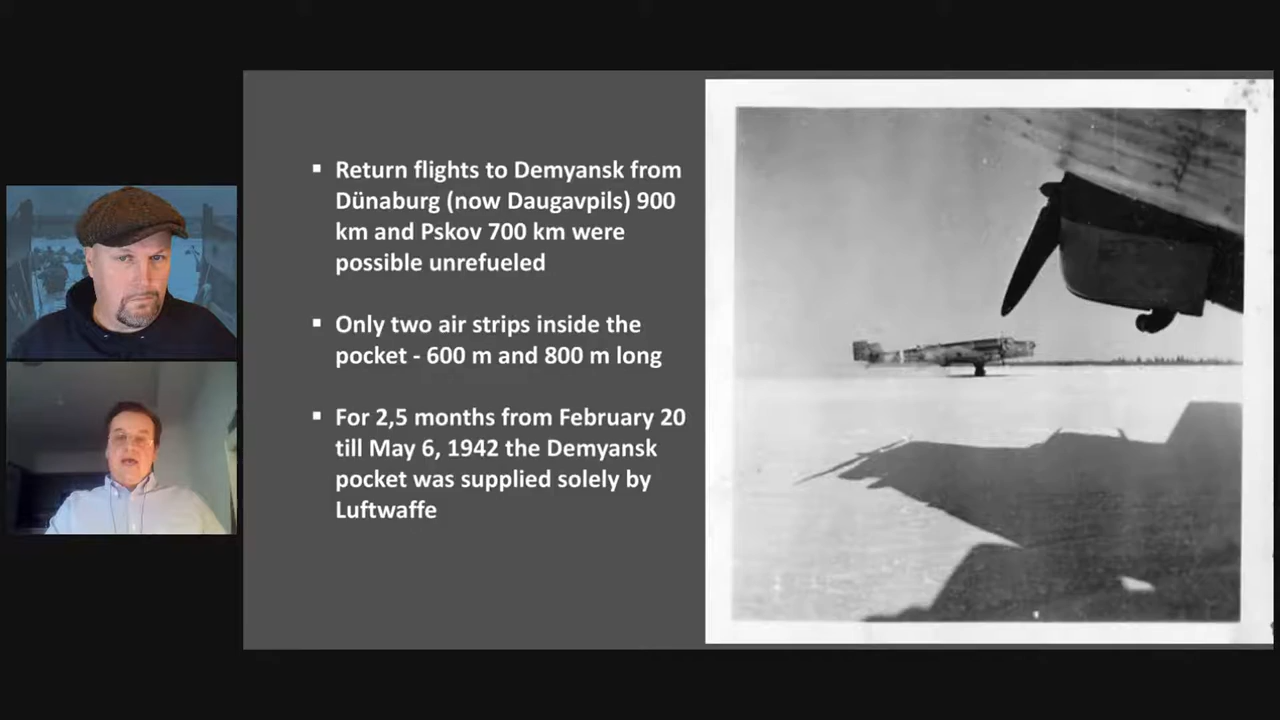 ▪ Return flights to Demyansk from
Dünaburg (now Daugavpils) 900
km and Pskov 700 km were
possible unrefueled
▪ Only two air strips inside the
pocket - 600 m and 800 m long
▪ For 2,5 months from February 20
till May 6, 1942 the Demyansk
pocket was supplied solely by
Luftwaffe